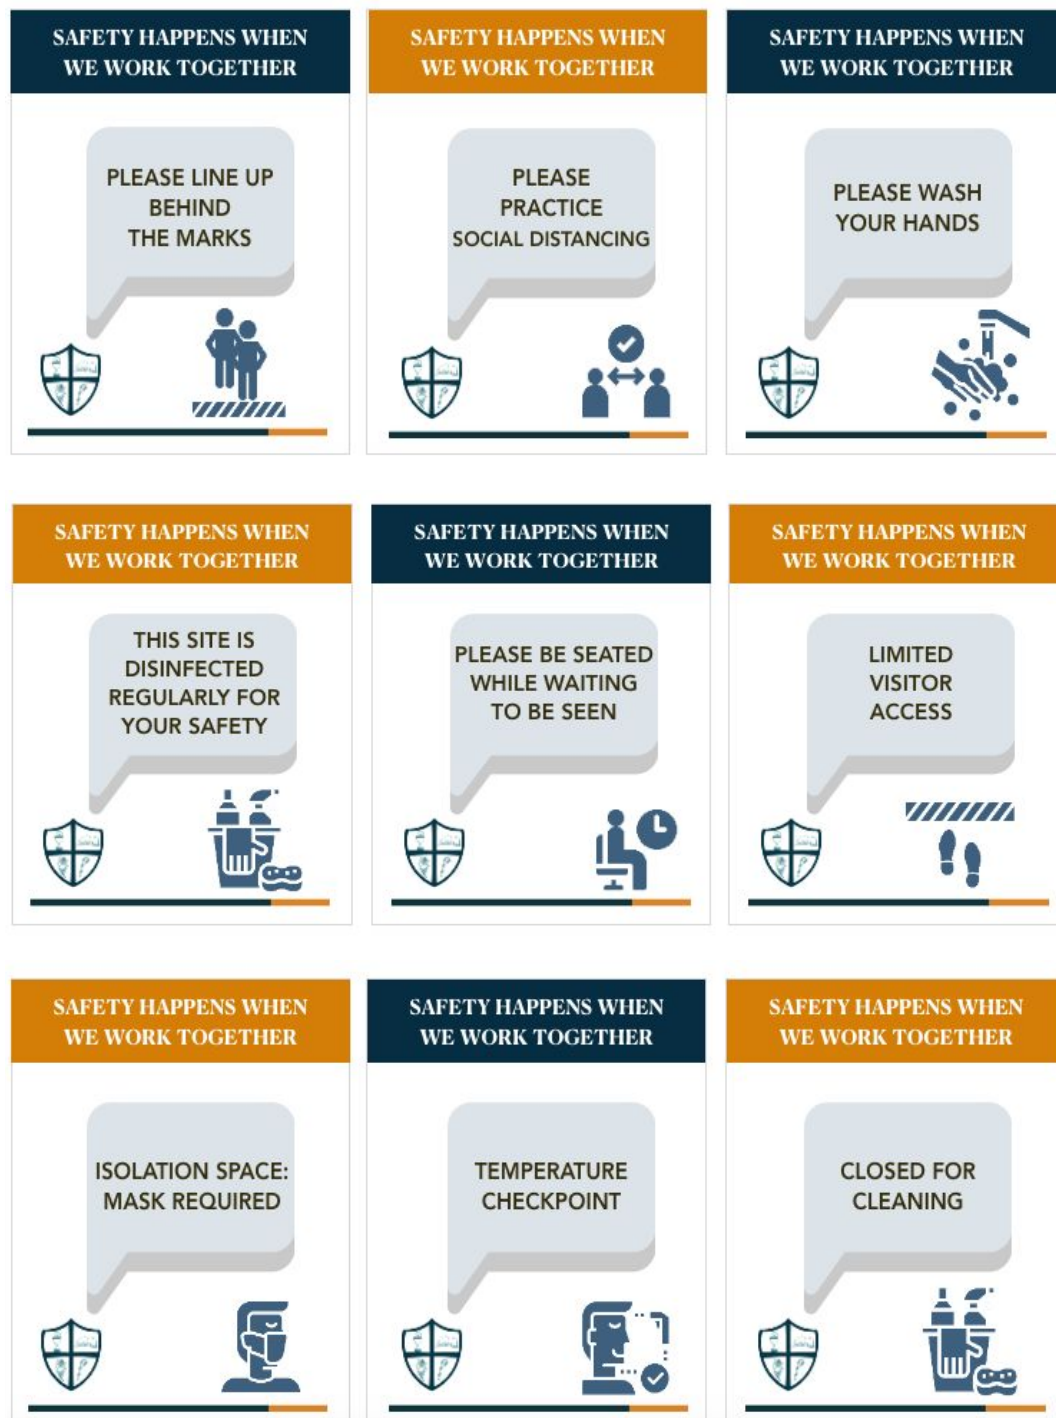 SAFETY HAPPENS WHEN
WE WORK TOGETHER
PLEASE LINE UP
BEHIND
THE MARKS
SAFETY HAPPENS WHEN
WE WORK TOGETHER
PLEASE
PRACTICE
SOCIAL DISTANCING
SAFETY HAPPENS WHEN
WE WORK TOGETHER
PLEASE WASH
YOUR HANDS
SAFETY HAPPENS WHEN
WE WORK TOGETHER
THIS SITE IS
DISINFECTED
REGULARLY FOR
YOUR SAFETY
SAFETY HAPPENS WHEN
WE WORK TOGETHER
PLEASE BE SEATED
WHILE WAITING
TO BE SEEN
SAFETY HAPPENS WHEN
WE WORK TOGETHER
LIMITED
VISITOR
ACCESS
SAFETY HAPPENS WHEN
WE WORK TOGETHER
ISOLATION SPACE:
MASK REQUIRED
SAFETY HAPPENS WHEN
WE WORK TOGETHER
TEMPERATURE
CHECKPOINT
SAFETY HAPPENS WHEN
WE WORK TOGETHER
CLOSED FOR
CLEANING